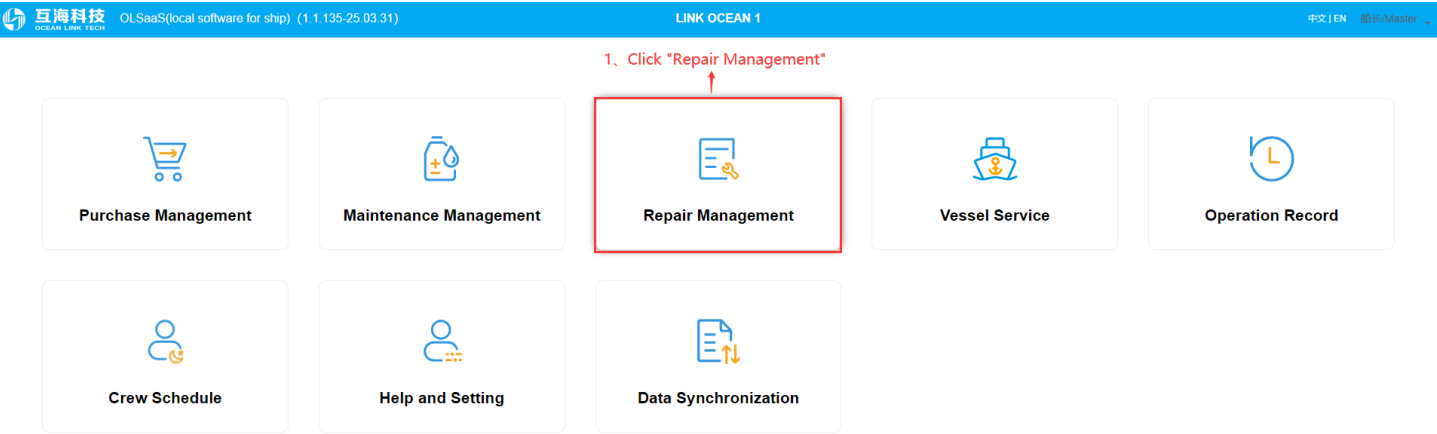 互海科技
OCEAN LINK TECH
OLSaaS(local software for ship) (1.1.135-25.03.31)
LINK OCEAN 1
中文 | EN
船长/Master
1、Click "Repair Management"
Purchase Management
Maintenance Management
Repair Management
Vessel Service
Operation Record
Crew Schedule
Help and Setting
Data Synchronization